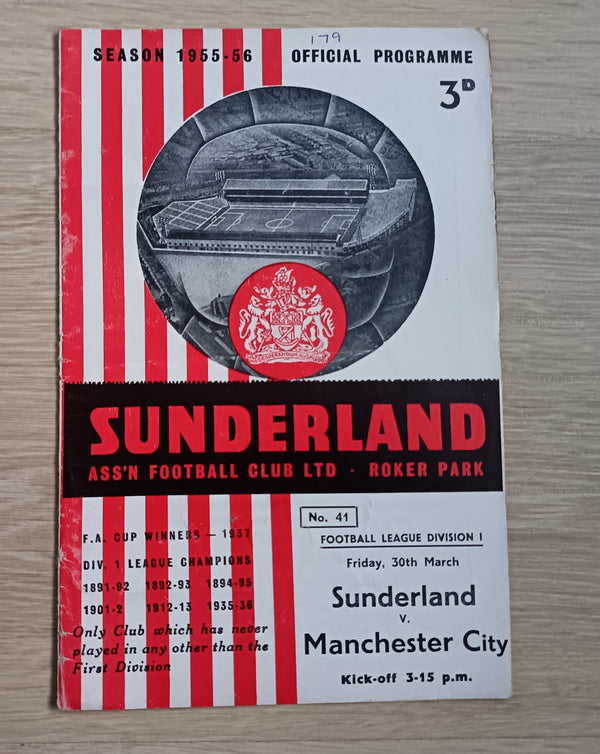 179
SEASON 1955-56 OFFICIAL PROGRAMME
3D
SUNDERLAND
ASS'N FOOTBALL CLUB LTD · ROKER PARK
F.A. CUP WINNERS — 1937
DIV. 1 LEAGUE CHAMPIONS
1891-92 1892-93 1894-95
1901-2 1912-13 1935-36
Only Club which has never
played in any other than the
First Division
No. 41
FOOTBALL LEAGUE DIVISION I
Friday, 30th March
Sunderland
v.
Manchester City
Kick-off 3-15 p.m.